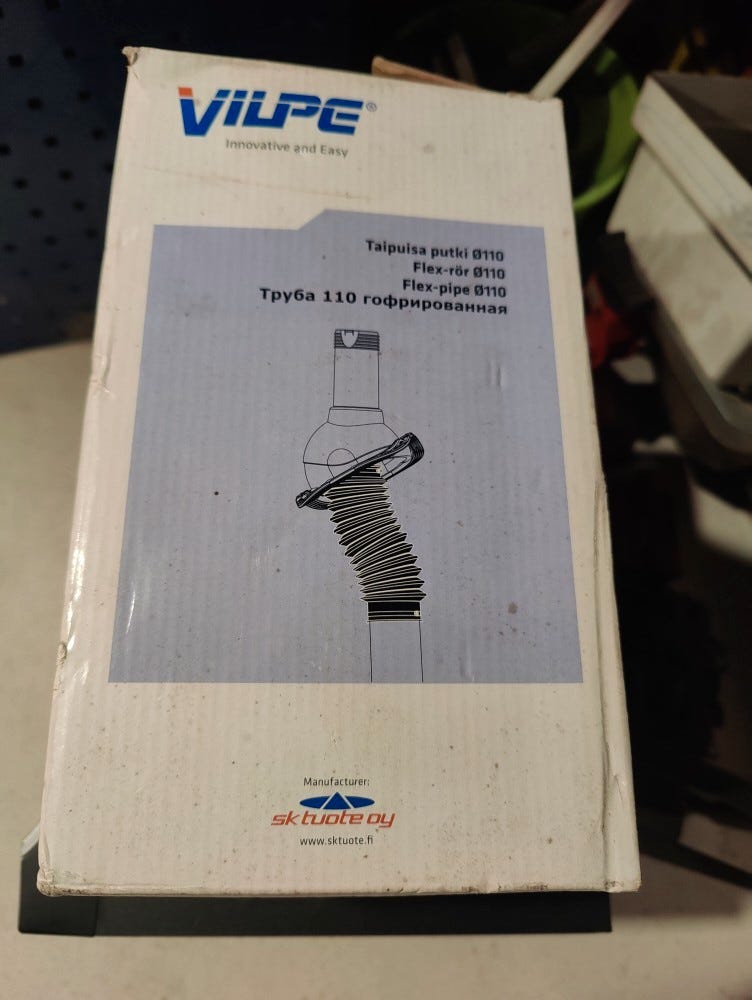 VILPE®
Innovative and Easy
Taipuisa putki Ø110
Flex-rör Ø110
Flex-pipe Ø110
Труба 110 гофрированная
Manufacturer:
sk tuote oy
www.sktuote.fi